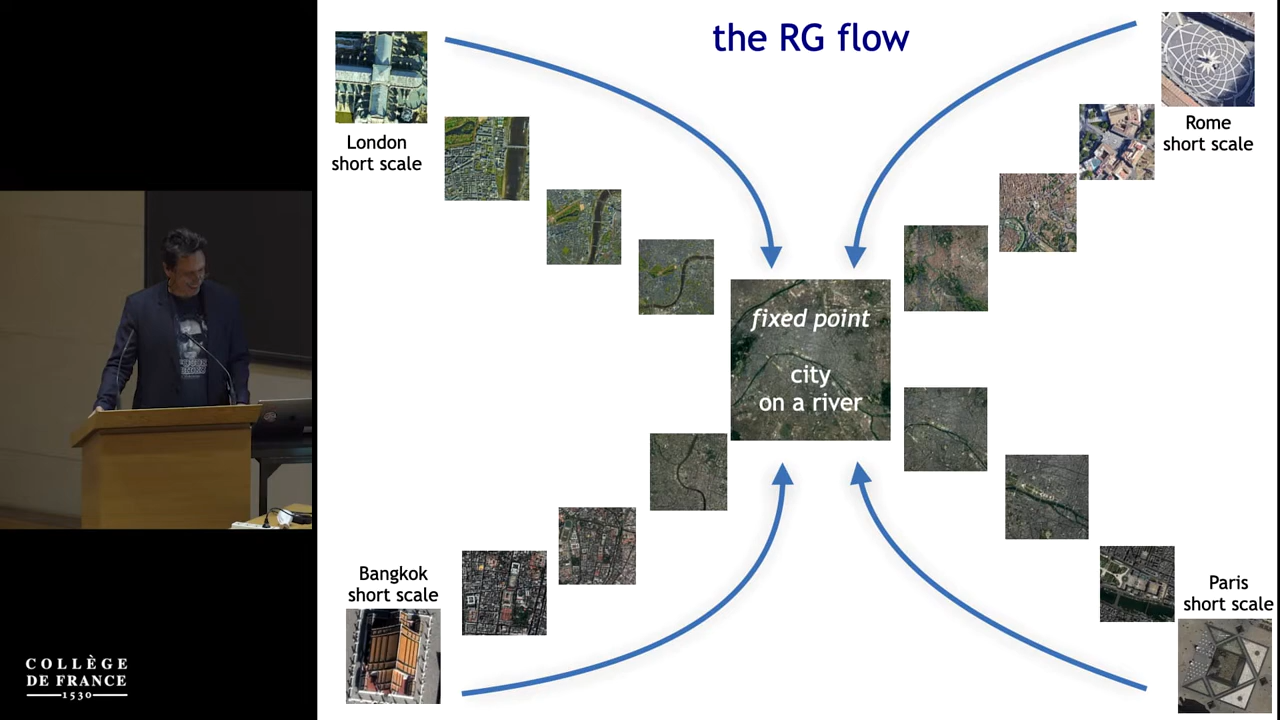 the RG flow
London
short scale
Rome
short scale
fixed point
city
on a river
Bangkok
short scale
Paris
short scale
COLLÈGE
DE FRANCE
1530